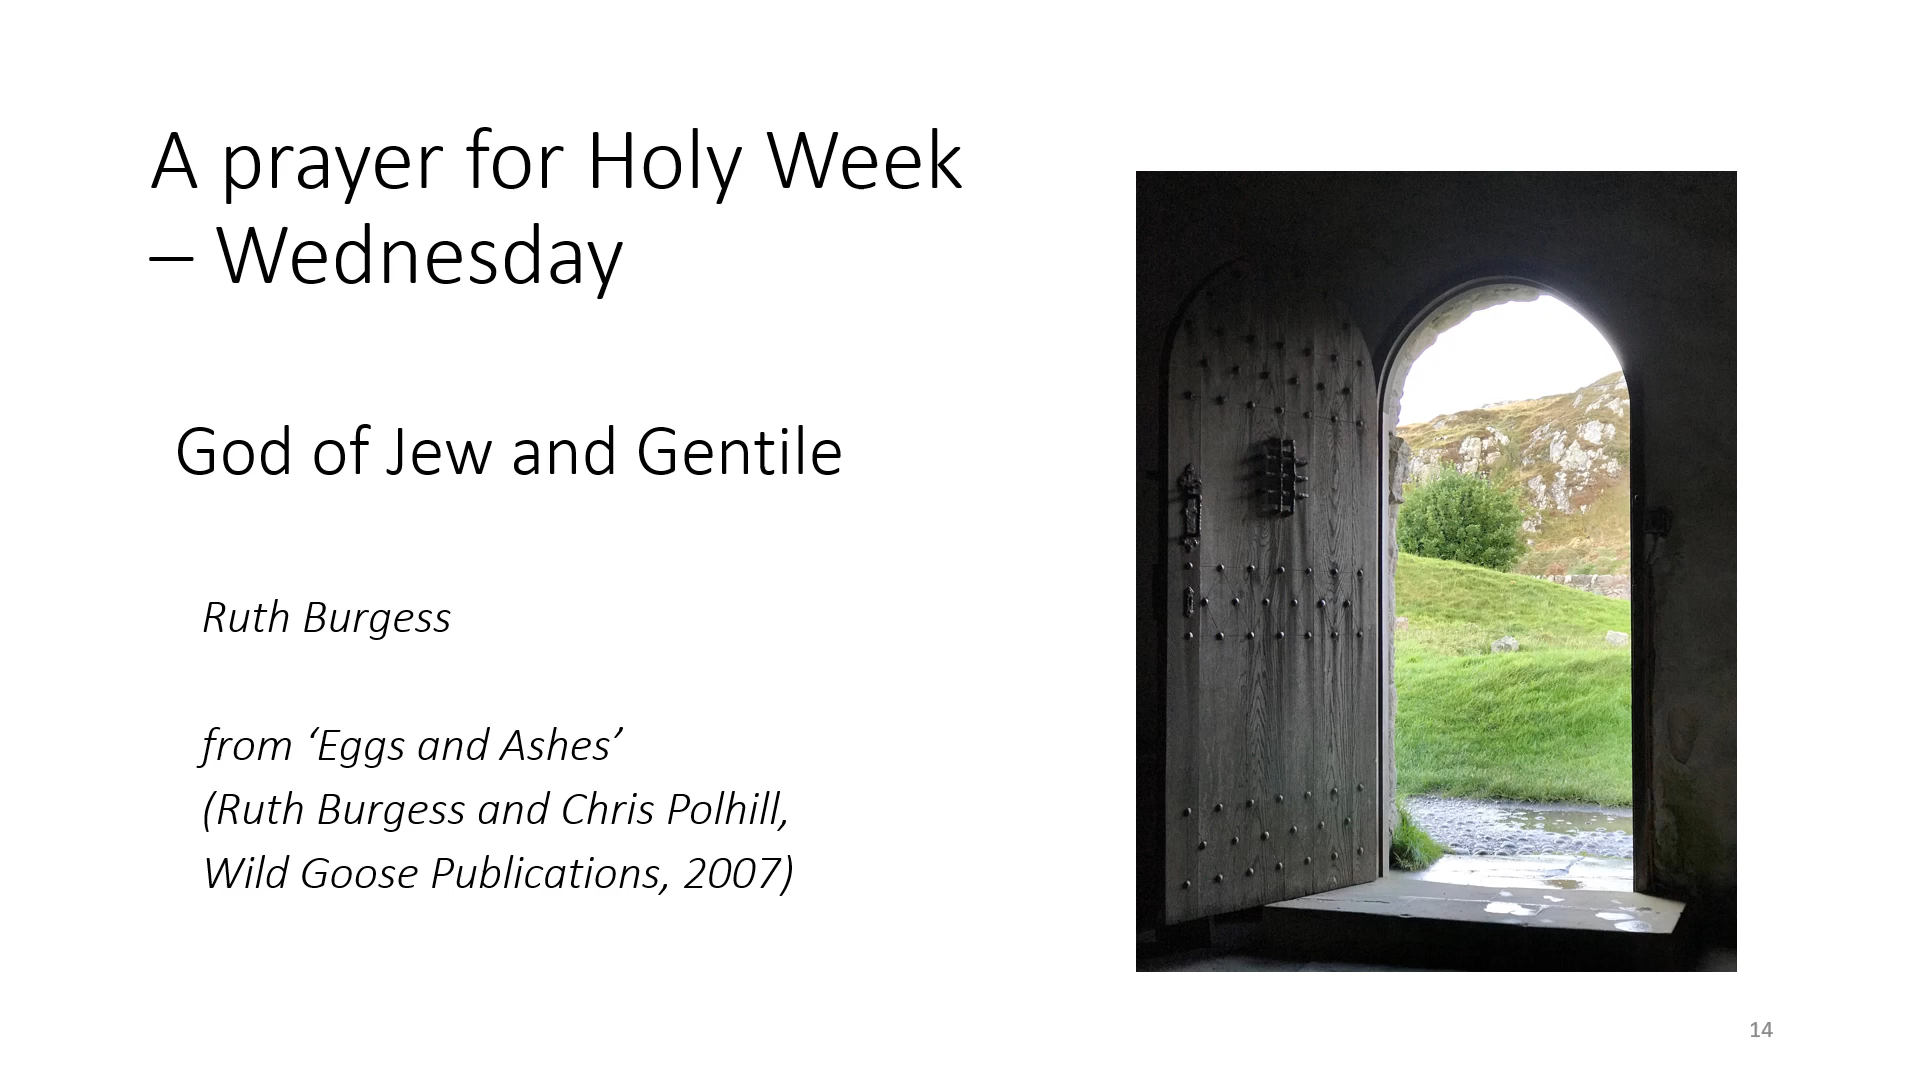 A prayer for Holy Week
– Wednesday
God of Jew and Gentile
Ruth Burgess
from ‘Eggs and Ashes’
(Ruth Burgess and Chris Polhill,
Wild Goose Publications, 2007)
14